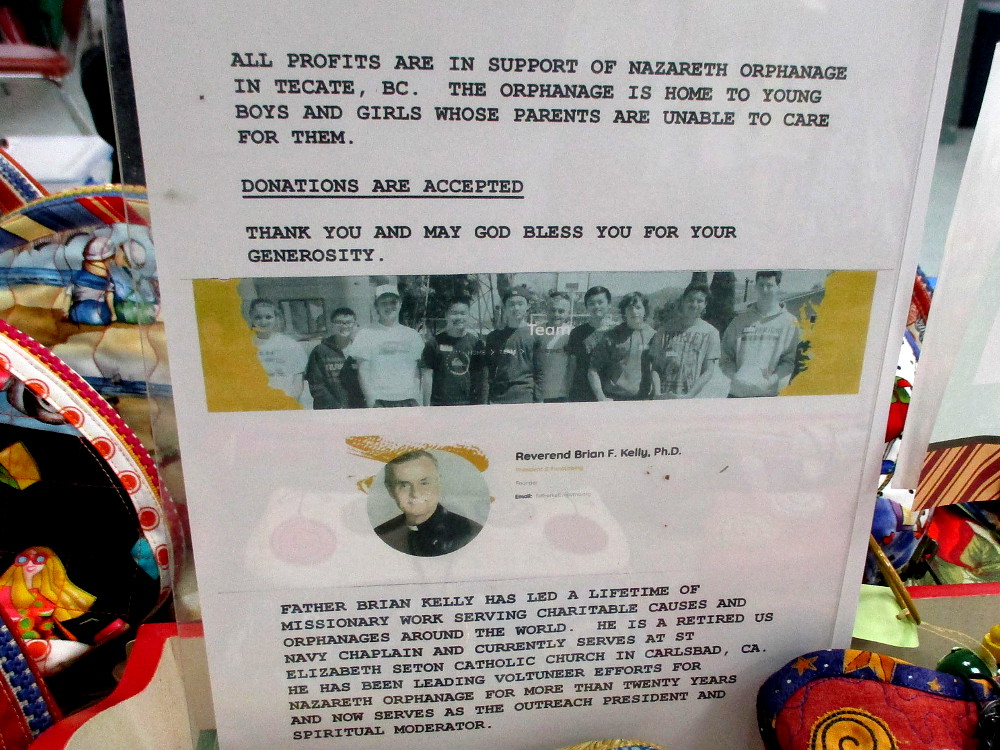 ALL PROFITS ARE IN SUPPORT OF NAZARETH ORPHANAGE
IN TECATE, BC. THE ORPHANAGE IS HOME TO YOUNG
BOYS AND GIRLS WHOSE PARENTS ARE UNABLE TO CARE
FOR THEM.
DONATIONS ARE ACCEPTED
THANK YOU AND MAY GOD BLESS YOU FOR YOUR
GENEROSITY.
Team
Reverend Brian F. Kelly, Ph.D.
Founder
Email:
FATHER BRIAN KELLY HAS LED A LIFETIME OF
MISSIONARY WORK SERVING CHARITABLE CAUSES AND
ORPHANAGES AROUND THE WORLD. HE IS A RETIRED US
NAVY CHAPLAIN AND CURRENTLY SERVES AT ST
ELIZABETH SETON CATHOLIC CHURCH IN CARLSBAD, CA.
HE HAS BEEN LEADING VOLTUNEER EFFORTS FOR
NAZARETH ORPHANAGE FOR MORE THAN TWENTY YEARS
AND NOW SERVES AS THE OUTREACH PRESIDENT AND
SPIRITUAL MODERATOR.